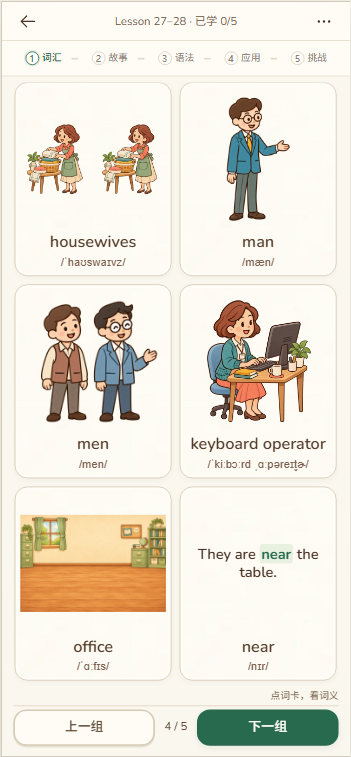 Lesson 27–28 · 已学 0/5
1 词汇 – 2 故事 – 3 语法 – 4 应用 – 5 挑战
housewives
/ˈhaʊswaɪvz/
man
/mæn/
men
/men/
keyboard operator
/ˈkiːbɔːrd ˌɑːpəreɪt̬ɚ/
They are near the
table.
office
/ˈɑːfɪs/
near
/nɪr/
点词卡，看词义
上一组
4 / 5
下一组